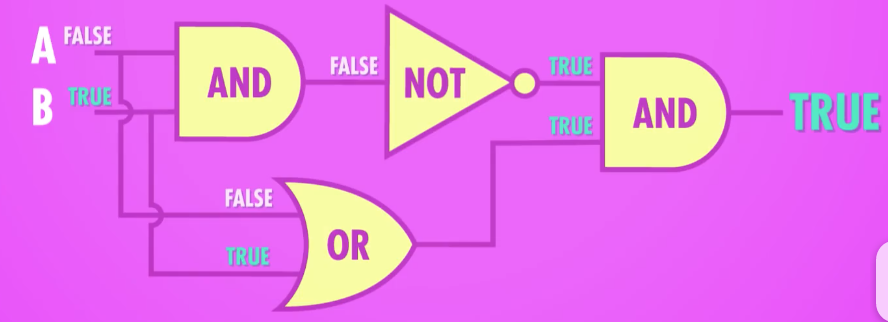 A FALSE
B TRUE
AND
FALSE
NOT
TRUE
TRUE
AND
TRUE
FALSE
TRUE
OR